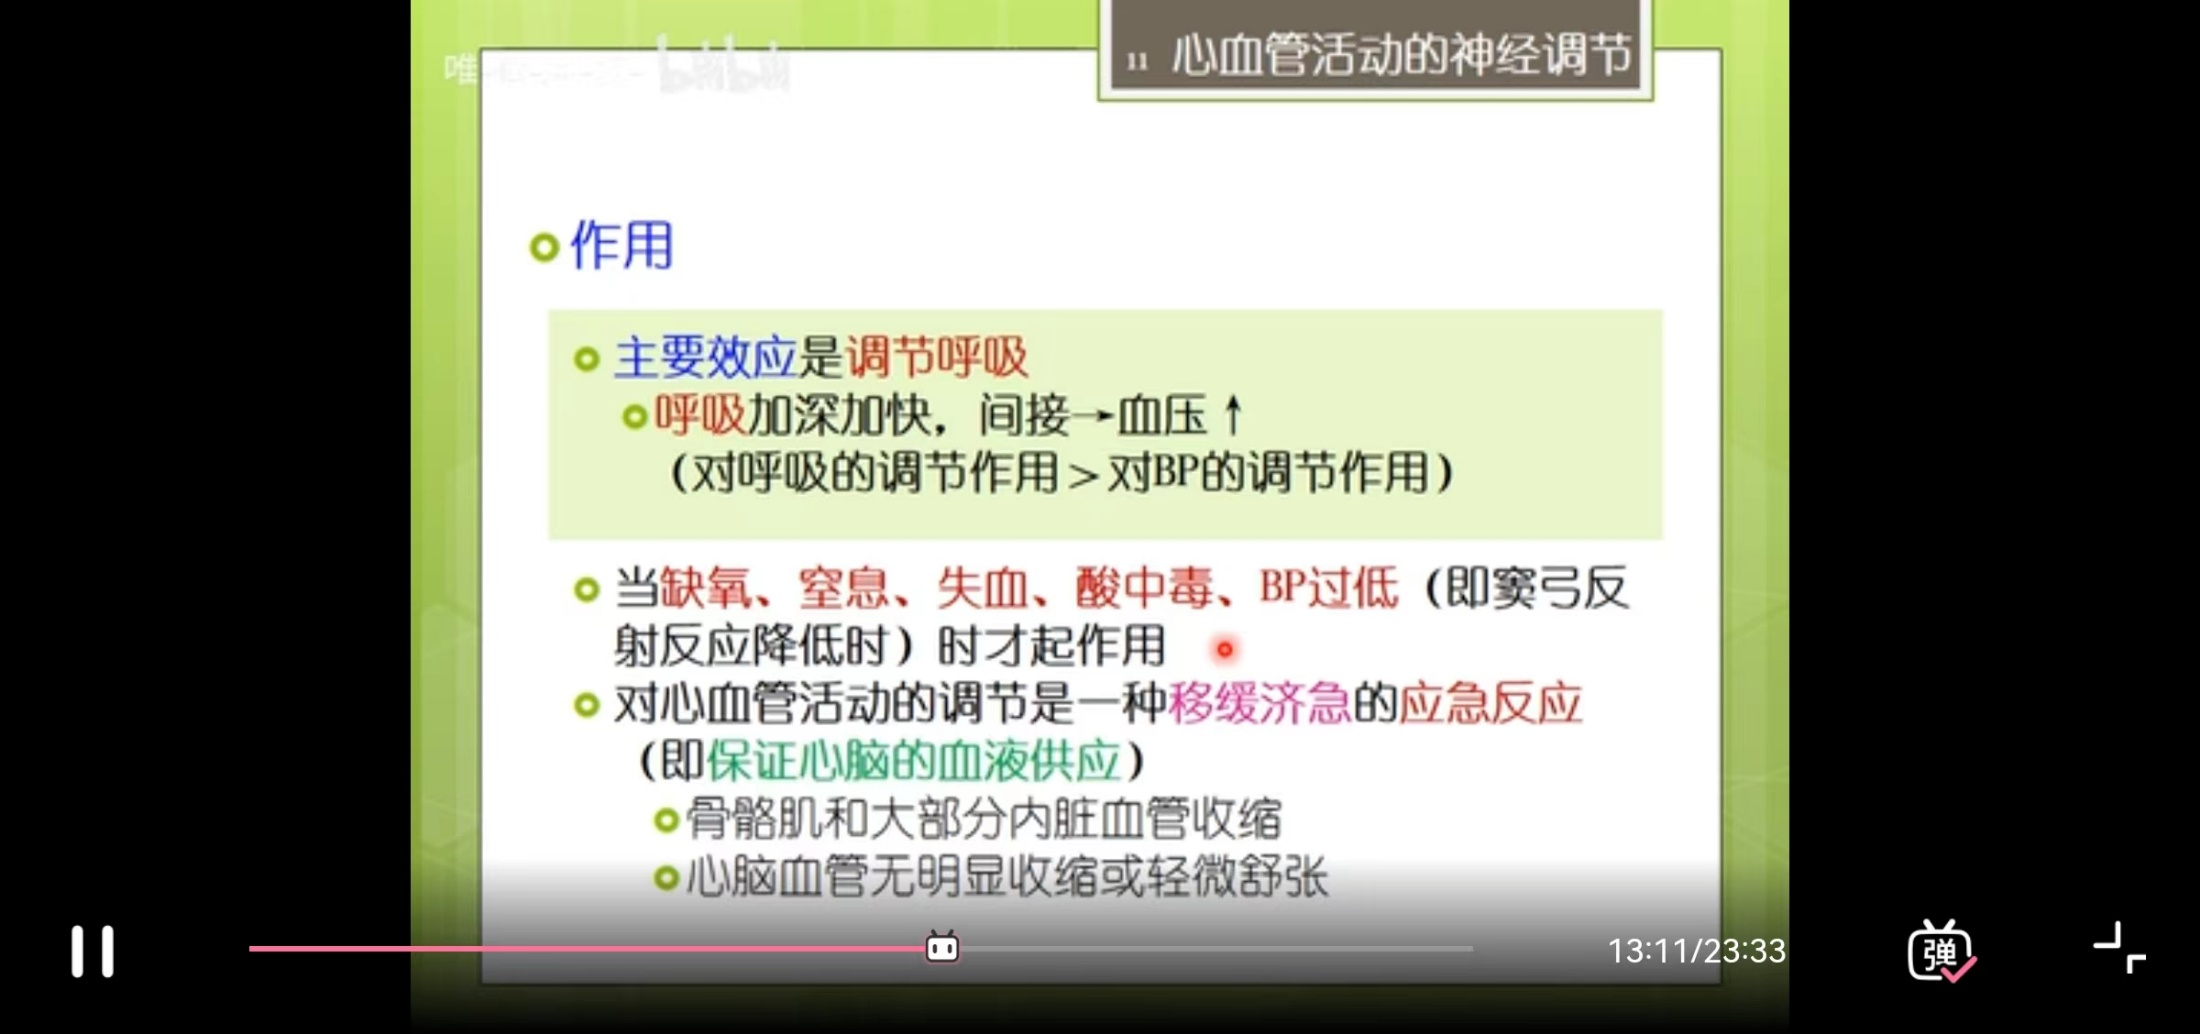 唯
bilibili
11 心血管活动的神经调节
作用
主要效应是调节呼吸
呼吸加深加快，间接→血压↑
（对呼吸的调节作用＞对BP的调节作用）
当缺氧、窒息、失血、酸中毒、BP过低（即窦弓反
射反应降低时）时才起作用
对心血管活动的调节是一种移缓济急的应急反应
（即保证心脑的血液供应）
骨骼肌和大部分内脏血管收缩
心脑血管无明显收缩或轻微舒张
13:11/23:33
弹